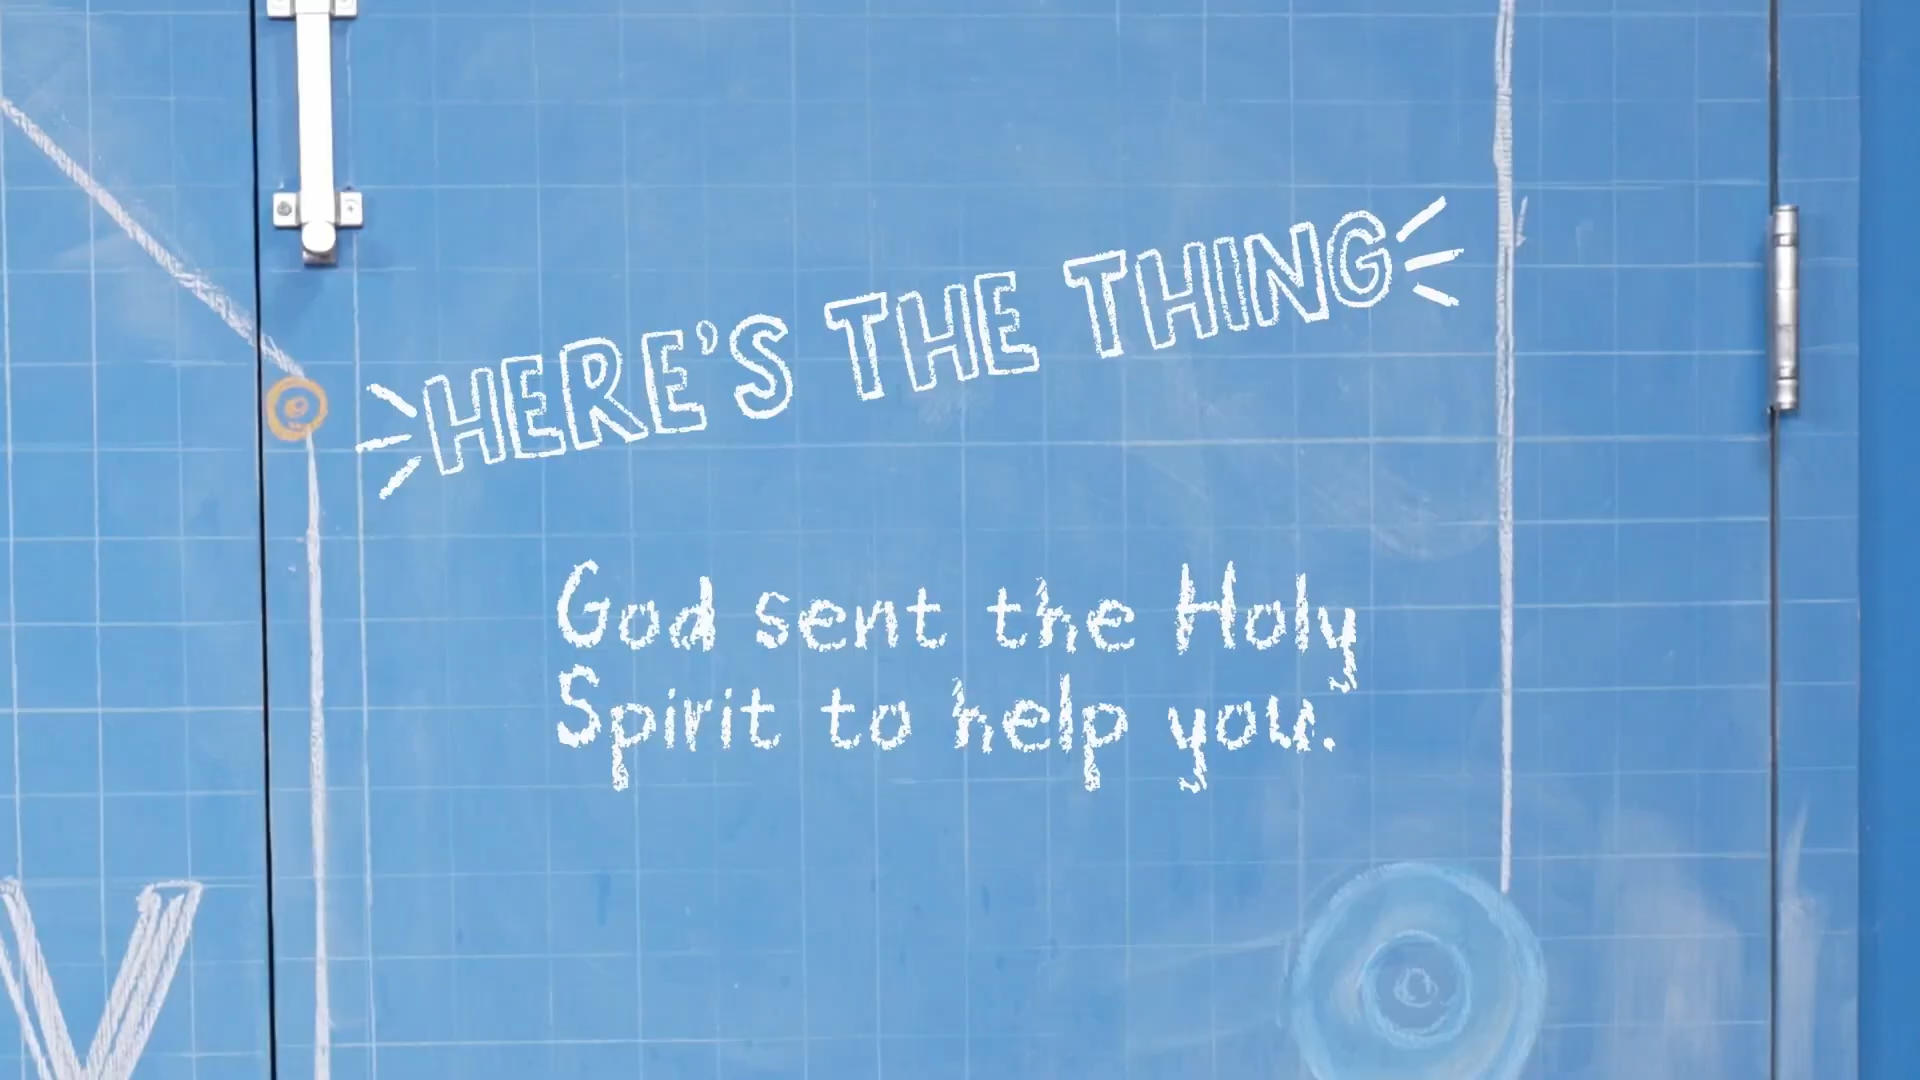 HERE'S THE THING
God sent the Holy
Spirit to help you.
V